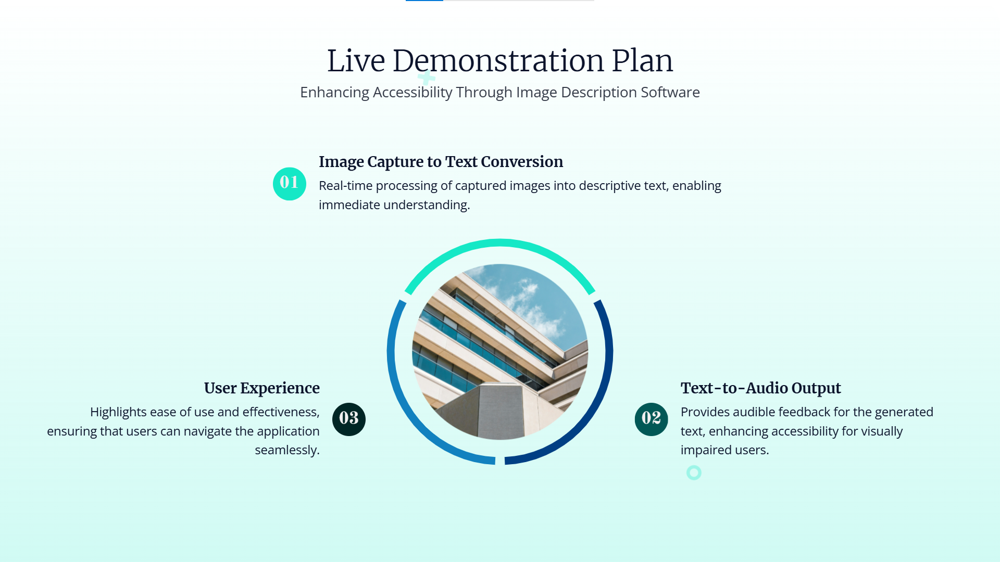 Live Demonstration Plan
Enhancing Accessibility Through Image Description Software
01
Image Capture to Text Conversion
Real-time processing of captured images into descriptive text, enabling
immediate understanding.
02
Text-to-Audio Output
Provides audible feedback for the generated
text, enhancing accessibility for visually
impaired users.
03
User Experience
Highlights ease of use and effectiveness,
ensuring that users can navigate the application
seamlessly.